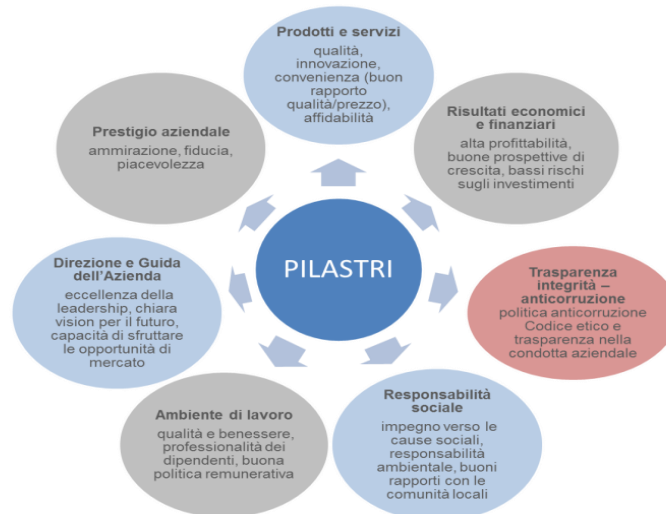 Prodotti e servizi
qualità,
innovazione,
convenienza (buon
rapporto
qualità/prezzo),
affidabilità
Risultati economici
e finanziari
alta profittabilità,
buone prospettive di
crescita, bassi rischi
sugli investimenti
Trasparenza
integrità –
anticorruzione
politica anticorruzione
Codice etico e
trasparenza nella
condotta aziendale
Responsabilità
sociale
impegno verso le
cause sociali,
responsabilità
ambientale, buoni
rapporti con le
comunità locali
Ambiente di lavoro
qualità e benessere,
professionalità dei
dipendenti, buona
politica remunerativa
Direzione e Guida
dell'Azienda
eccellenza della
leadership, chiara
vision per il futuro,
capacità di sfruttare
le opportunità di
mercato
Prestigio aziendale
ammirazione, fiducia,
piacevolezza
PILASTRI